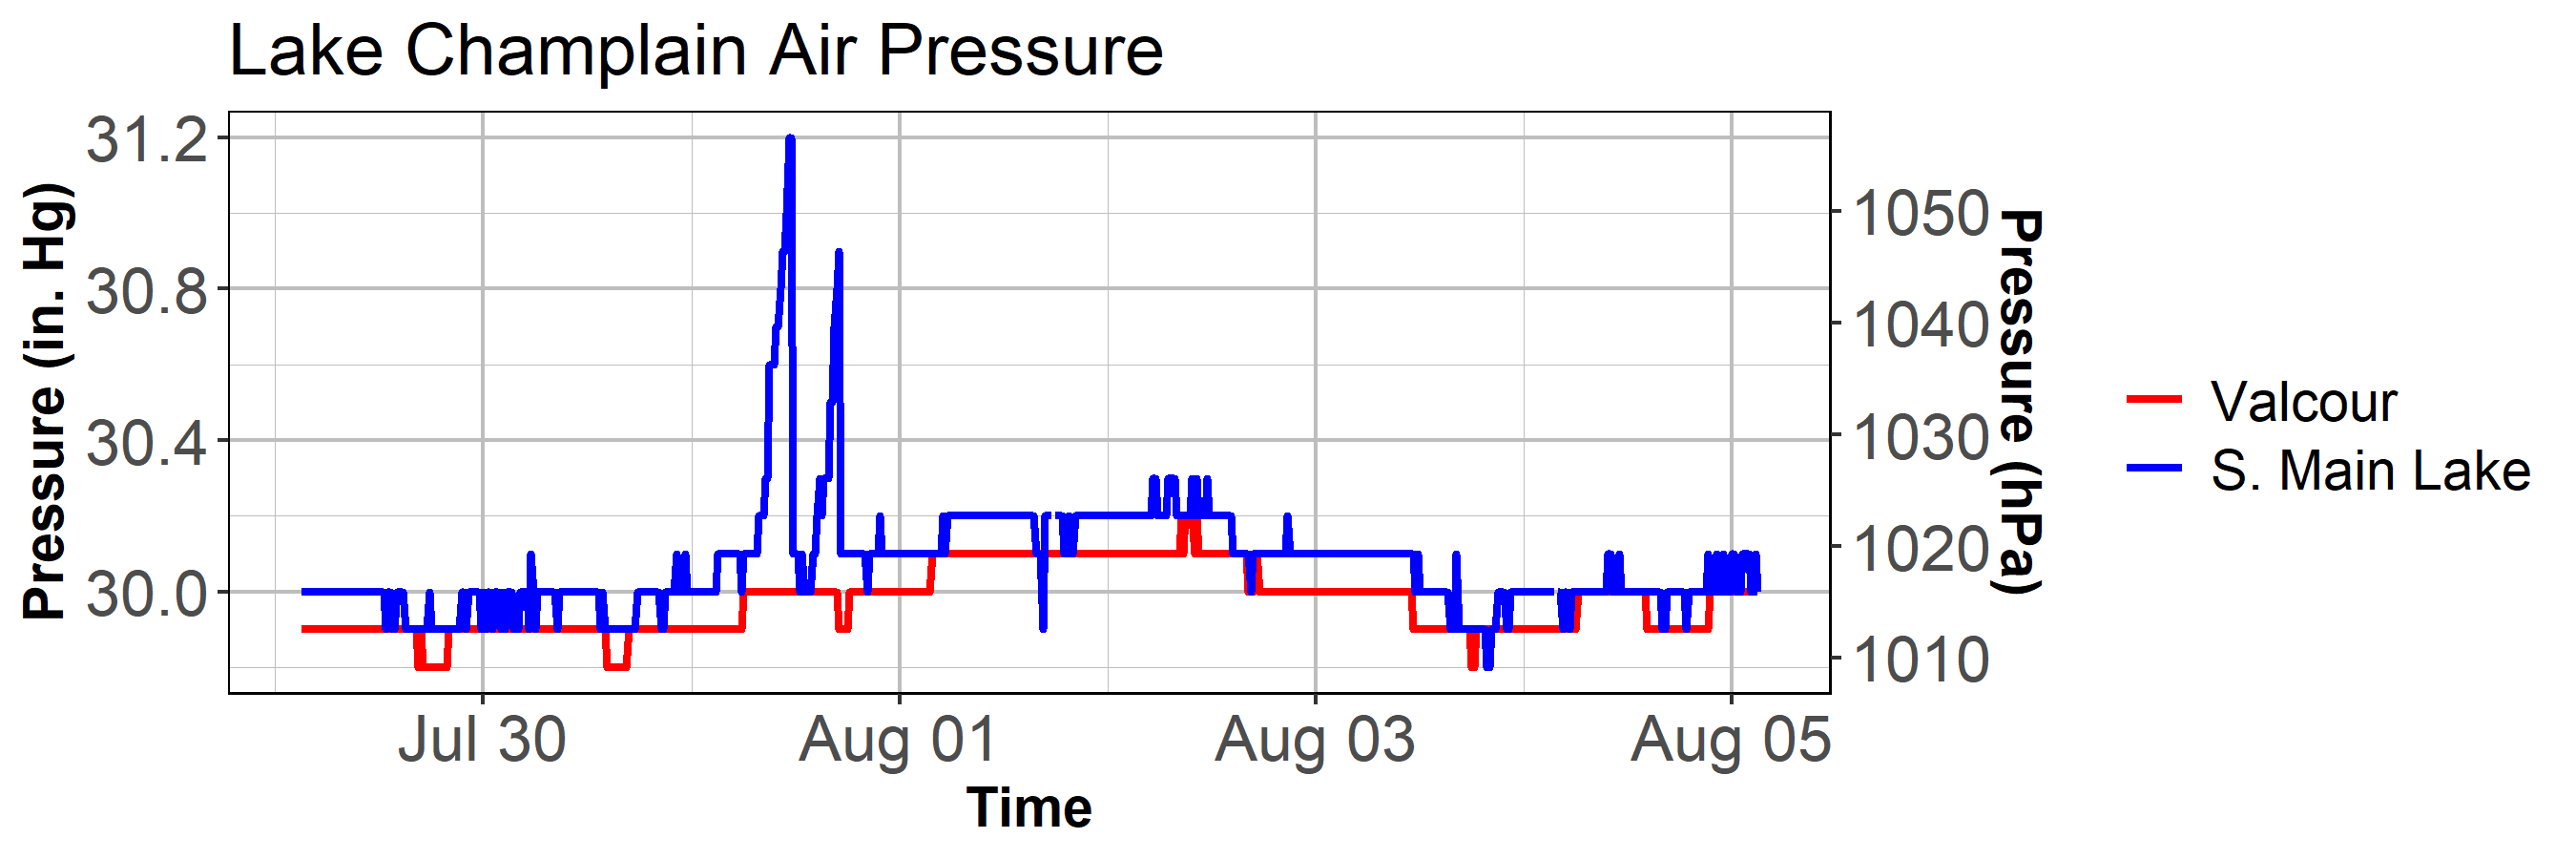 Lake Champlain Air Pressure
31.2
30.8
30.4
30.0
Pressure (in. Hg)
1050
1040
1030
1020
1010
Pressure (hPa)
Valcour
S. Main Lake
Jul 30 Aug 01 Aug 03 Aug 05
Time